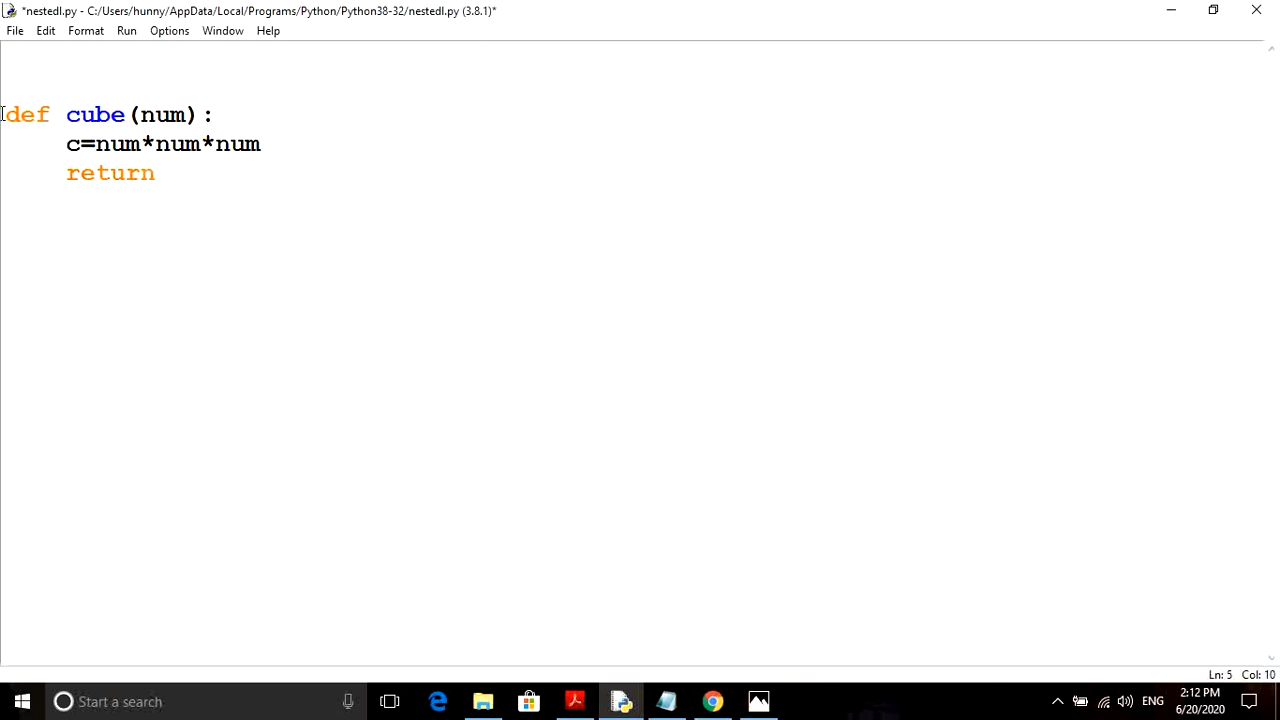 *nestedl.py - C:/Users/hunny/AppData/Local/Programs/Python/Python38-32/nestedl.py (3.8.1)*
File Edit Format Run Options Window Help
def cube(num):
    c=num*num*num
    return
Ln: 5 Col: 10
Start a search
ENG
2:12 PM
6/20/2020